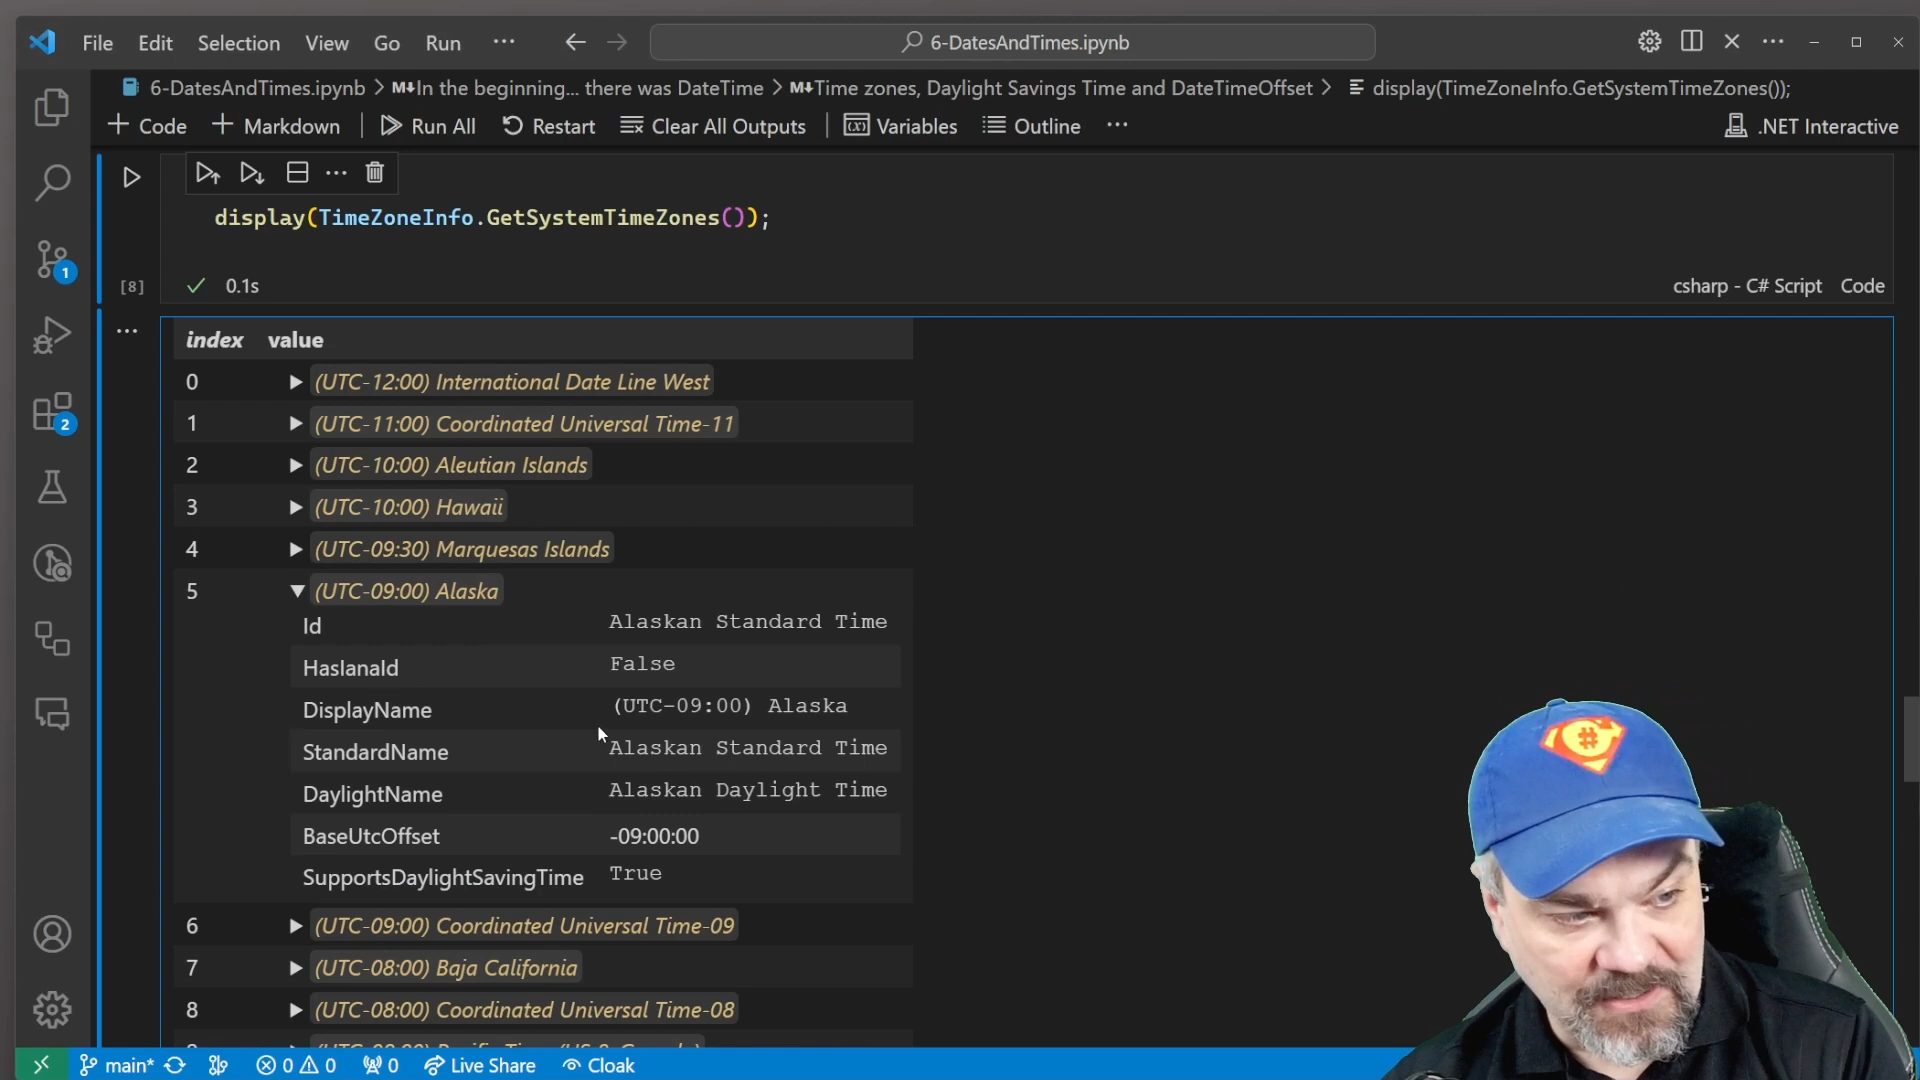 File Edit Selection View Go Run ··· 6-DatesAndTimes.ipynb
6-DatesAndTimes.ipynb > M↓In the beginning... there was DateTime > M↓Time zones, Daylight Savings Time and DateTimeOffset > display(TimeZoneInfo.GetSystemTimeZones());
+ Code + Markdown | Run All Restart Clear All Outputs | Variables Outline ··· .NET Interactive
display(TimeZoneInfo.GetSystemTimeZones());
[8] ✓ 0.1s csharp - C# Script Code
index value
0 (UTC-12:00) International Date Line West
1 (UTC-11:00) Coordinated Universal Time-11
2 (UTC-10:00) Aleutian Islands
3 (UTC-10:00) Hawaii
4 (UTC-09:30) Marquesas Islands
5 (UTC-09:00) Alaska
Id Alaskan Standard Time
HasIanaId False
DisplayName (UTC-09:00) Alaska
StandardName Alaskan Standard Time
DaylightName Alaskan Daylight Time
BaseUtcOffset -09:00:00
SupportsDaylightSavingTime True
6 (UTC-09:00) Coordinated Universal Time-09
7 (UTC-08:00) Baja California
8 (UTC-08:00) Coordinated Universal Time-08
1
2
main* 0 0 0 Live Share Cloak
#